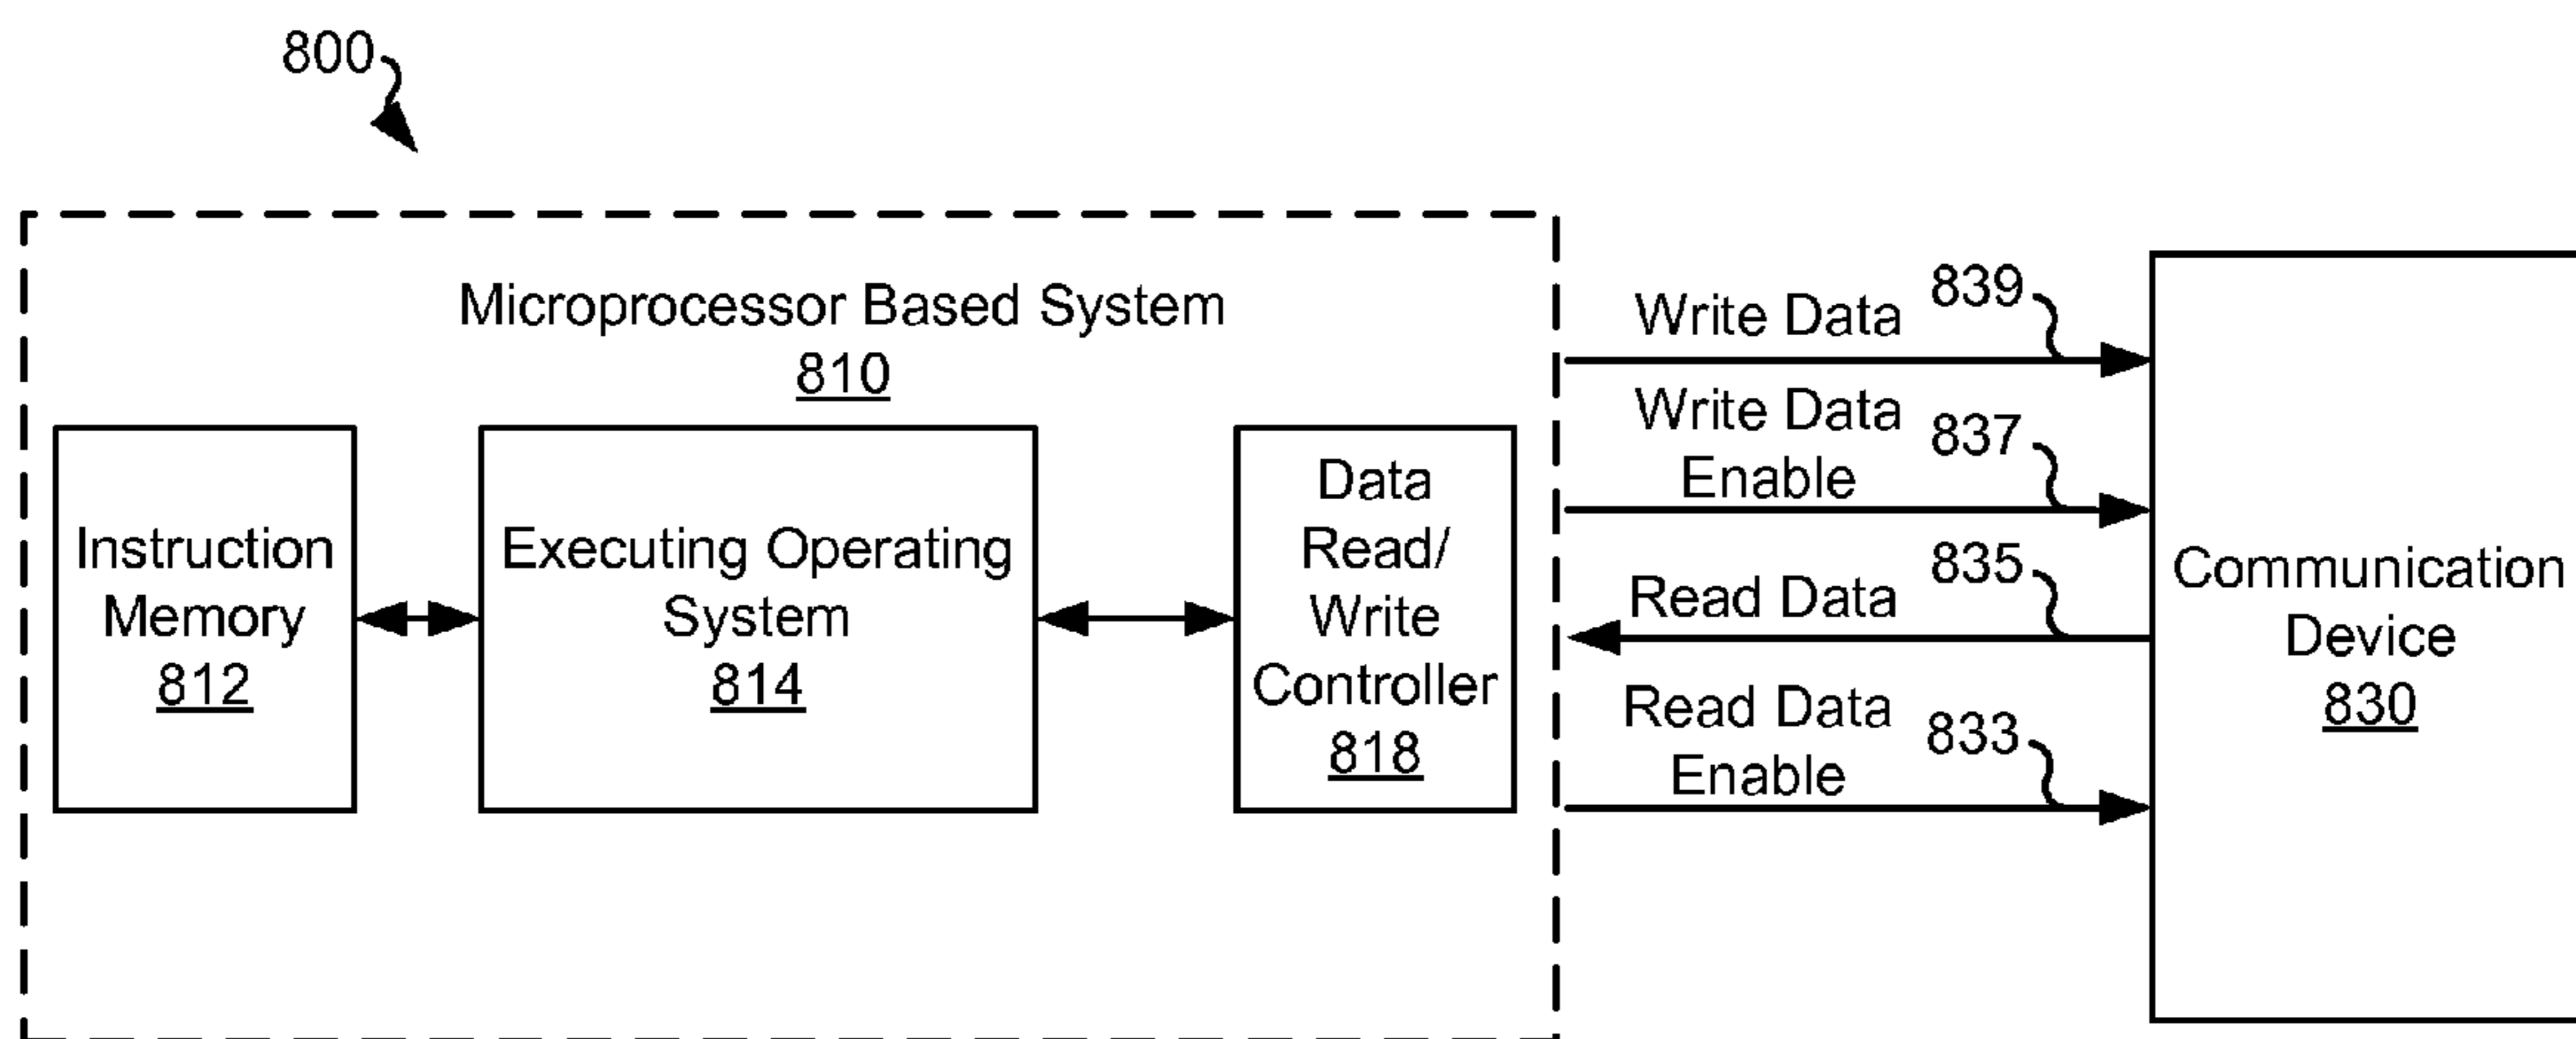 800
Microprocessor Based System
810
Instruction
Memory
812
Executing Operating
System
814
Data
Read/
Write
Controller
818
Write Data 839
Write Data
Enable 837
Read Data 835
Read Data
Enable 833
Communication
Device
830